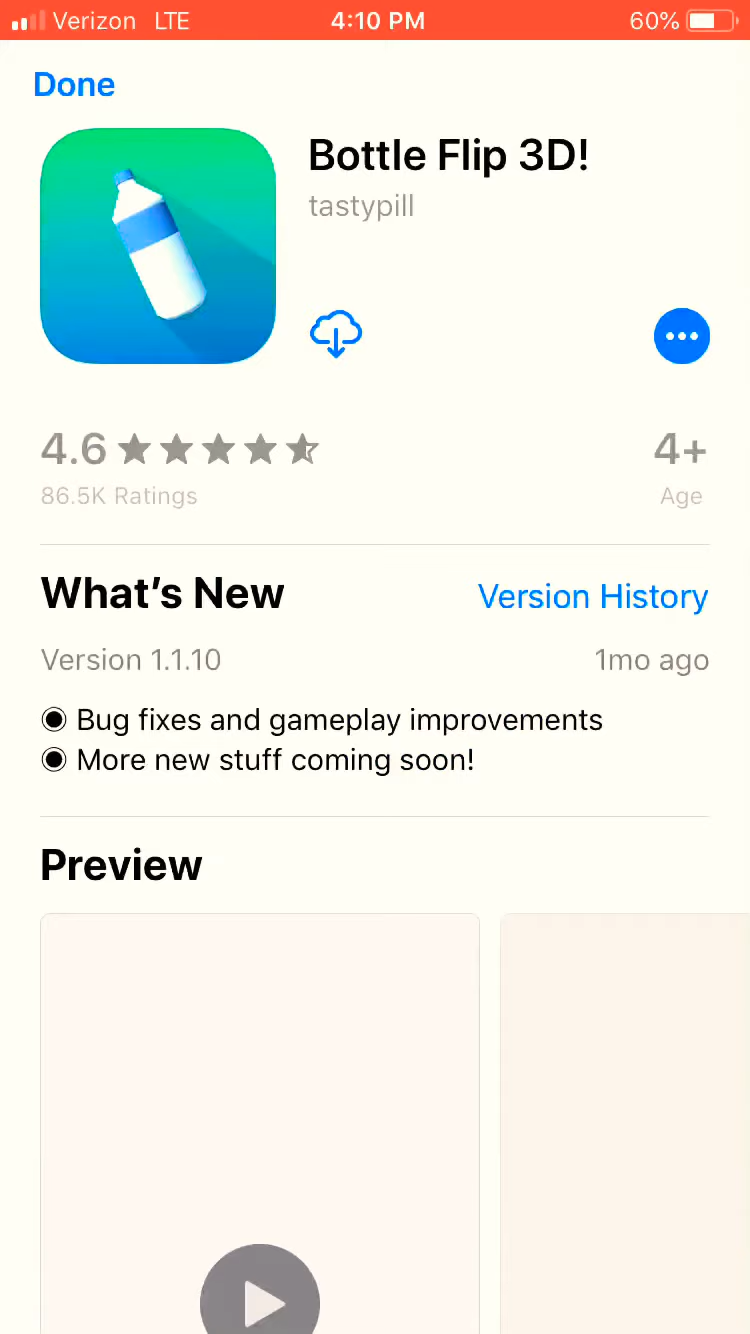 Verizon LTE 4:10 PM 60%
Done
Bottle Flip 3D!
tastypill
4.6
4+
86.5K Ratings
Age
What's New
Version History
Version 1.1.10
1mo ago
◉ Bug fixes and gameplay improvements
◉ More new stuff coming soon!
Preview